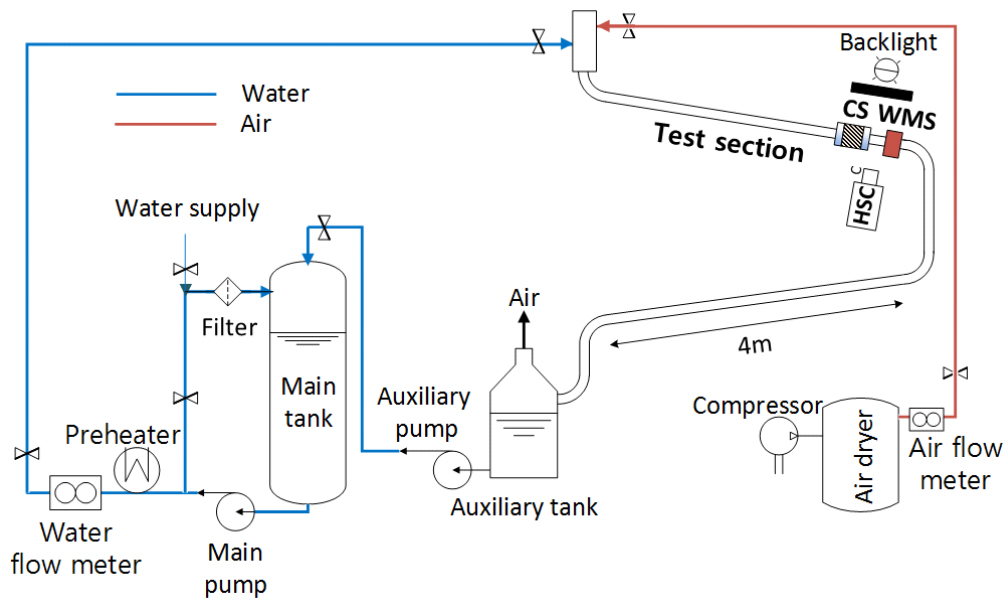 Backlight
Water
Air
CS WMS
Test section
HSC
C
Water supply
Air
Filter
4m
Main
tank
Auxiliary
pump
Compressor
Preheater
Air dryer
Air flow
meter
Auxiliary tank
Water
flow meter
Main
pump